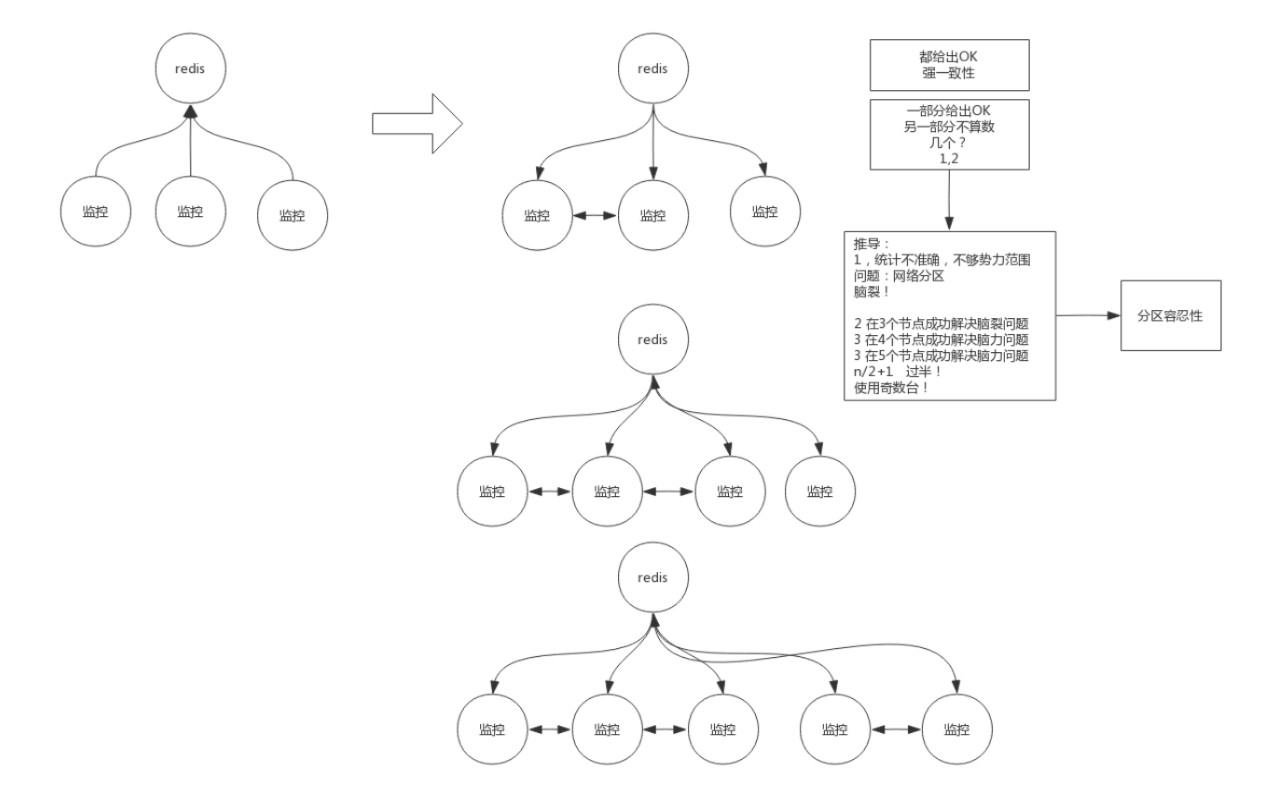 redis
监控
监控
监控
redis
监控
监控
监控
都给出OK
强一致性
一部分给出OK
另一部分不算数
几个？
1,2
推导：
1，统计不准确，不够势力范围
问题：网络分区
脑裂！
2 在3个节点成功解决脑裂问题
3 在4个节点成功解决脑力问题
3 在5个节点成功解决脑力问题
n/2+1 过半！
使用奇数台！
分区容忍性
redis
监控
监控
监控
监控
redis
监控
监控
监控
监控
监控